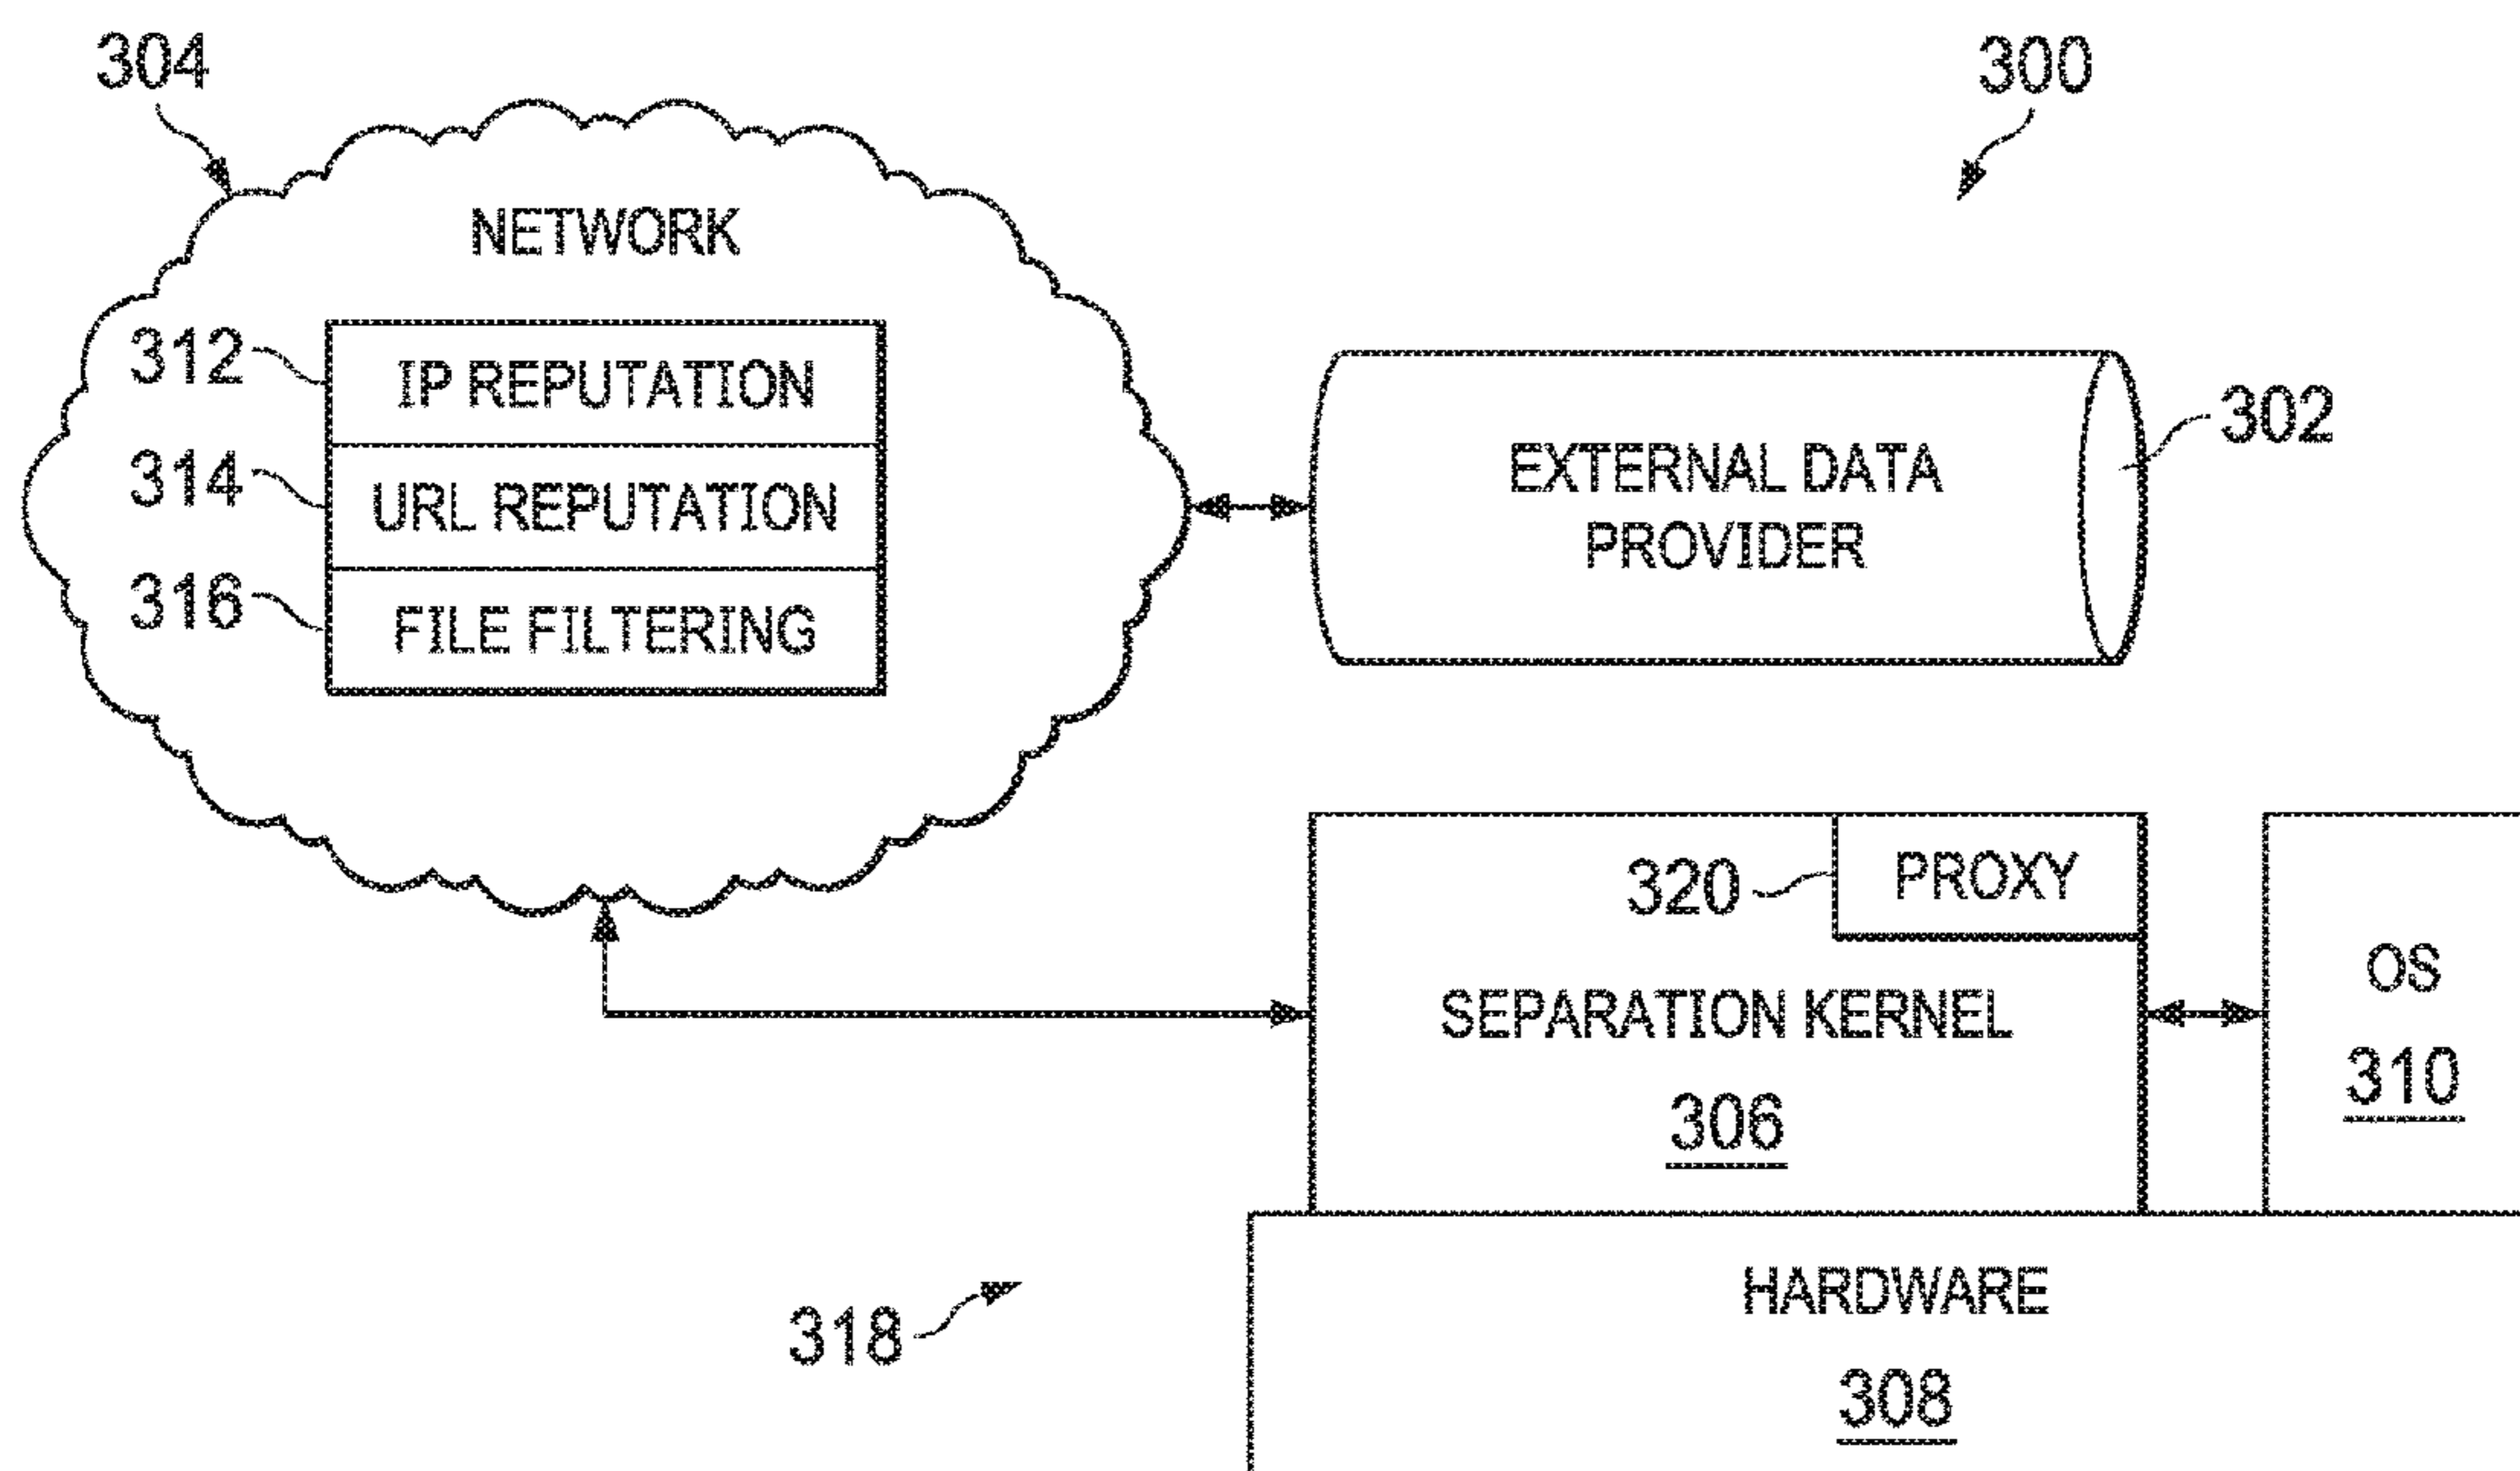 304
300
NETWORK
312
IP REPUTATION
314
URL REPUTATION
316
FILE FILTERING
EXTERNAL DATA
PROVIDER
302
320
PROXY
SEPARATION KERNEL
306
OS
310
318
HARDWARE
308